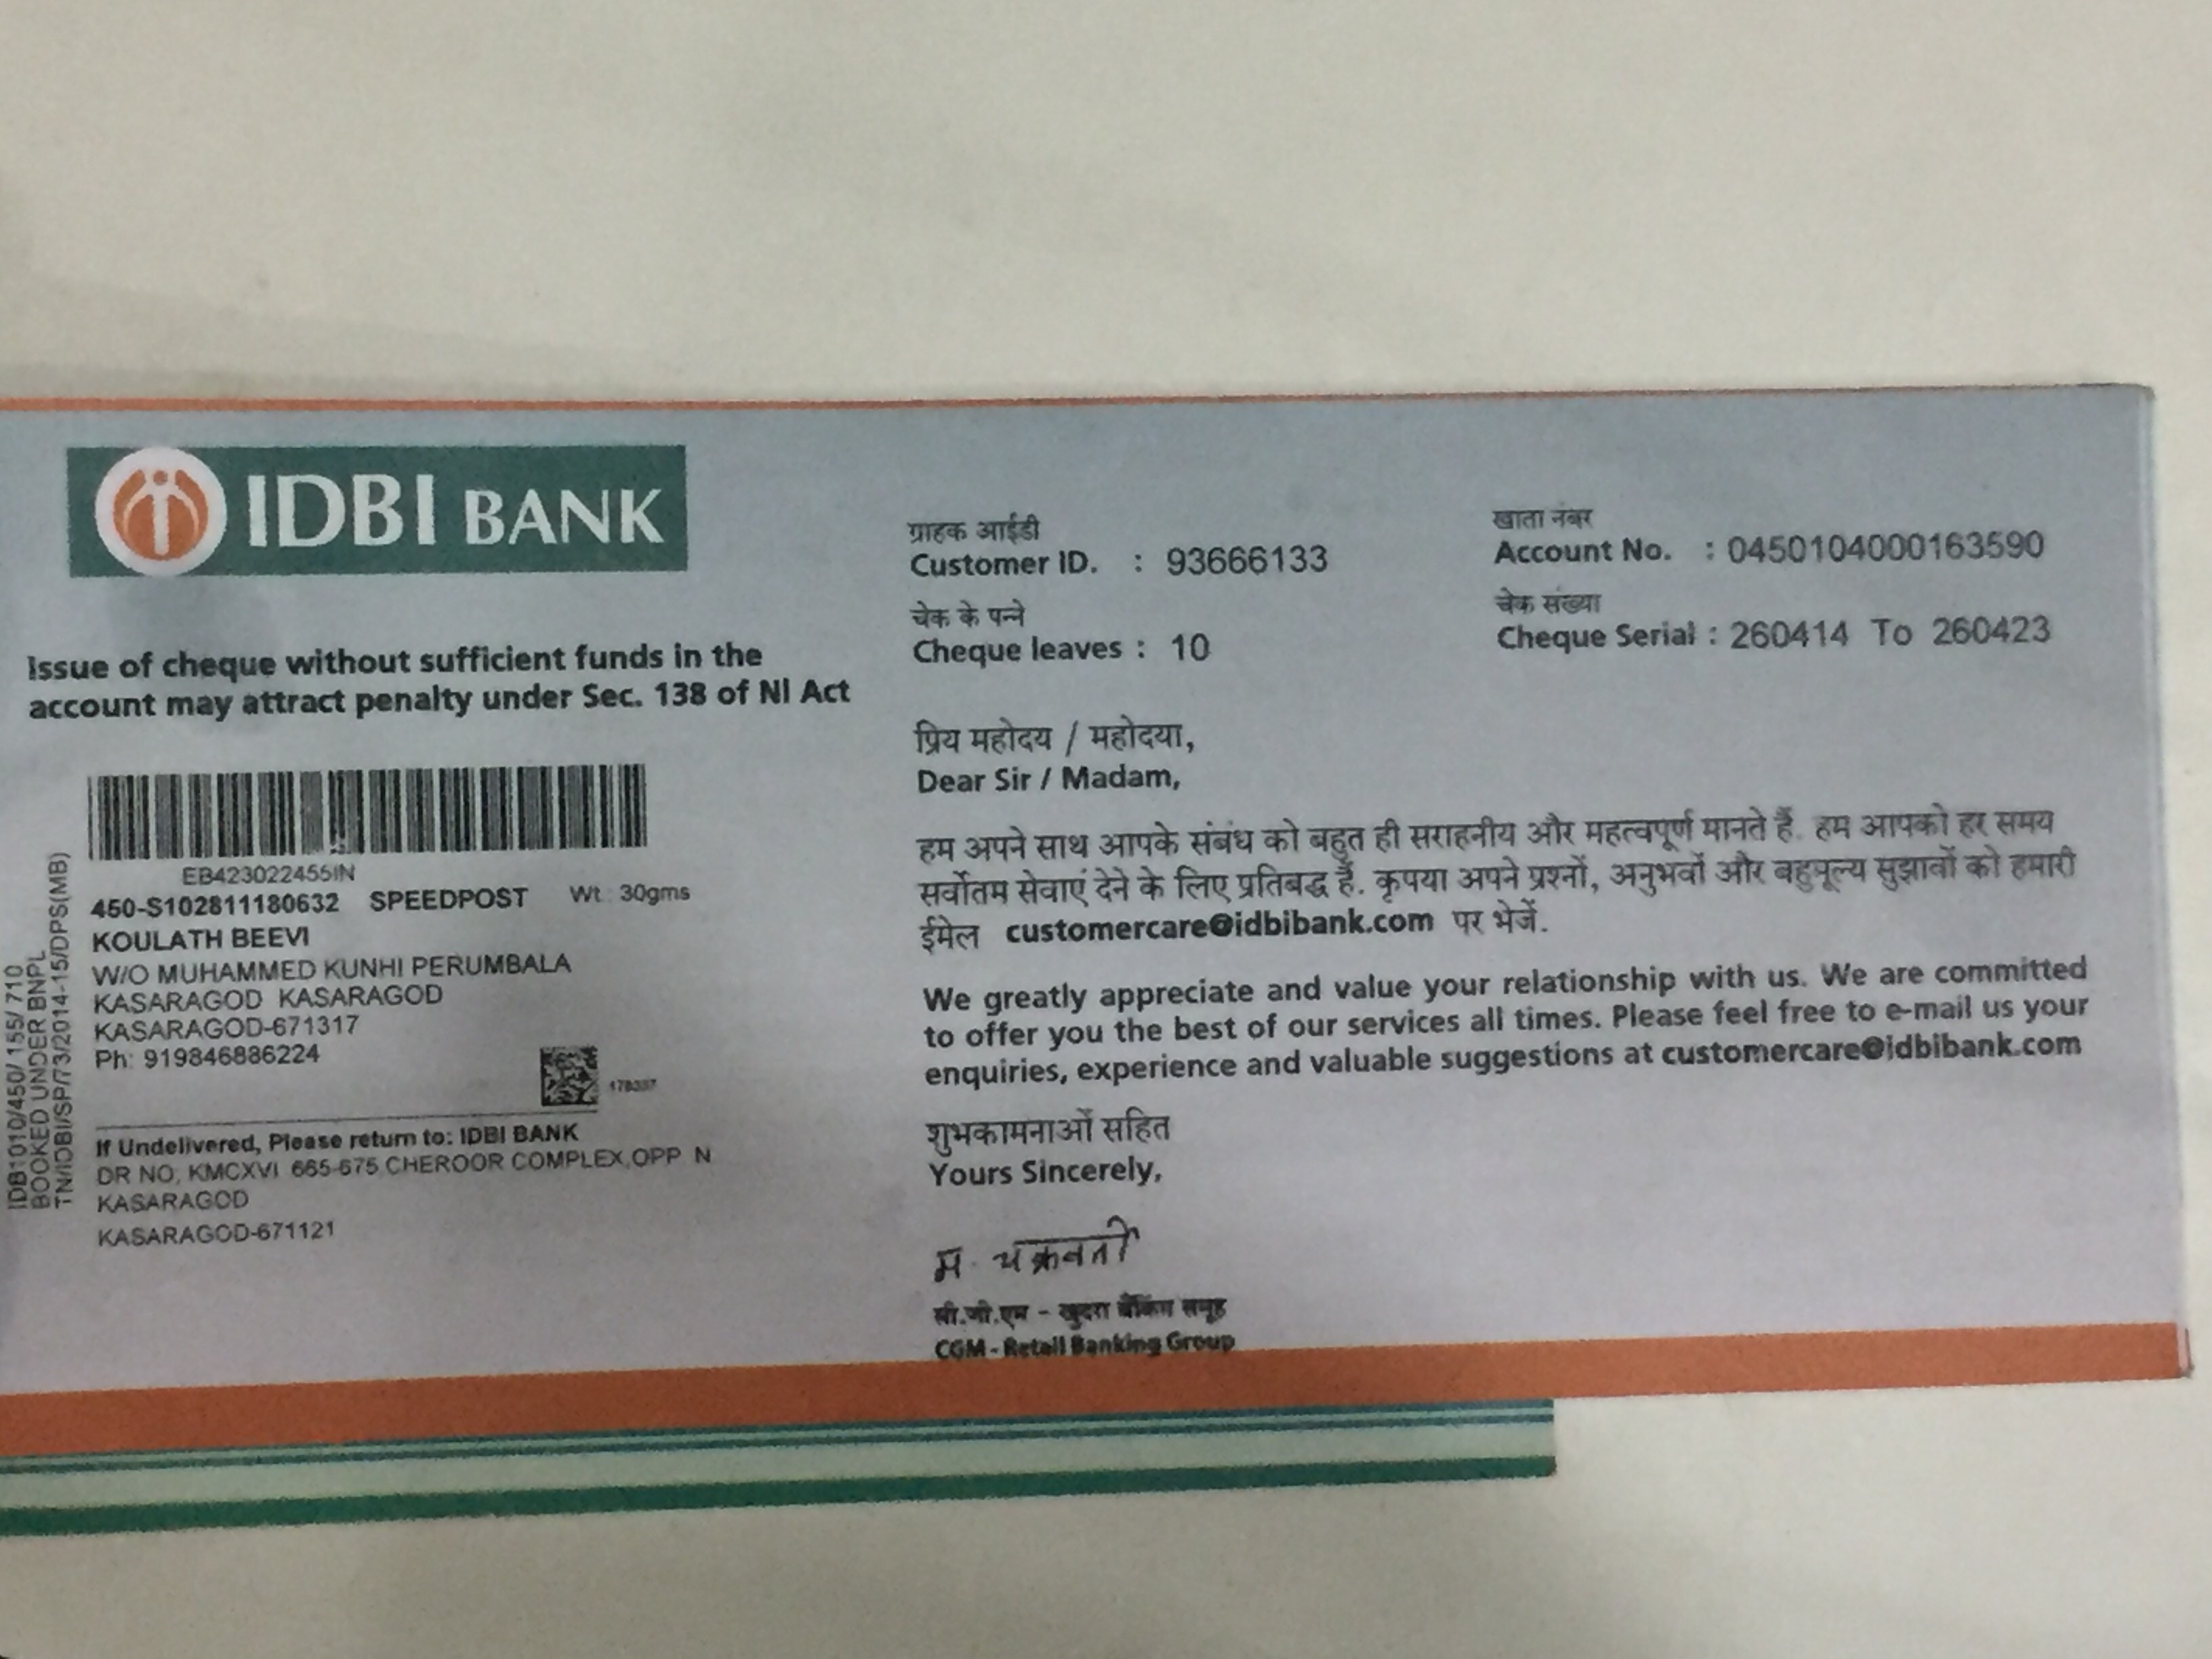 IDBI BANK
Issue of cheque without sufficient funds in the
account may attract penalty under Sec. 138 of NI Act
IDB1010/450/ 155/ 710
BOOKED UNDER BNPL
TN/IDBI/SP/73/2014-15/DPS(MB)
EB423022455IN
450-S1028111180632 SPEEDPOST Wt : 30gms
KOULATH BEEVI
W/O MUHAMMED KUNHI PERUMBALA
KASARAGOD KASARAGOD
KASARAGOD-671317
Ph: 919846886224
If Undelivered, Please return to: IDBI BANK
DR NO, KMCXVI 665-675,CHEROOR COMPLEX,OPP N
KASARAGOD
KASARAGOD-671121
ग्राहक आईडी
Customer ID. : 93666133
खाता नंबर
Account No. : 0450104000163590
चेक के पन्ने
Cheque leaves : 10
चेक संख्या
Cheque Serial : 260414 To 260423
प्रिय महोदय / महोदया,
Dear Sir / Madam,
हम अपने साथ आपके संबंध को बहुत ही सराहनीय और महत्वपूर्ण मानते हैं. हम आपको हर समय
सर्वोतम सेवाएं देने के लिए प्रतिबद्ध हैं. कृपया अपने प्रश्नों, अनुभवों और बहुमूल्य सुझावों को हमारी
ईमेल customercare@idbibank.com पर भेजें.
We greatly appreciate and value your relationship with us. We are committed
to offer you the best of our services all times. Please feel free to e-mail us your
enquiries, experience and valuable suggestions at customercare@idbibank.com
शुभकामनाओं सहित
Yours Sincerely,
सी.जी.एम - खुदरा बैंकिंग समूह
CGM - Retail Banking Group